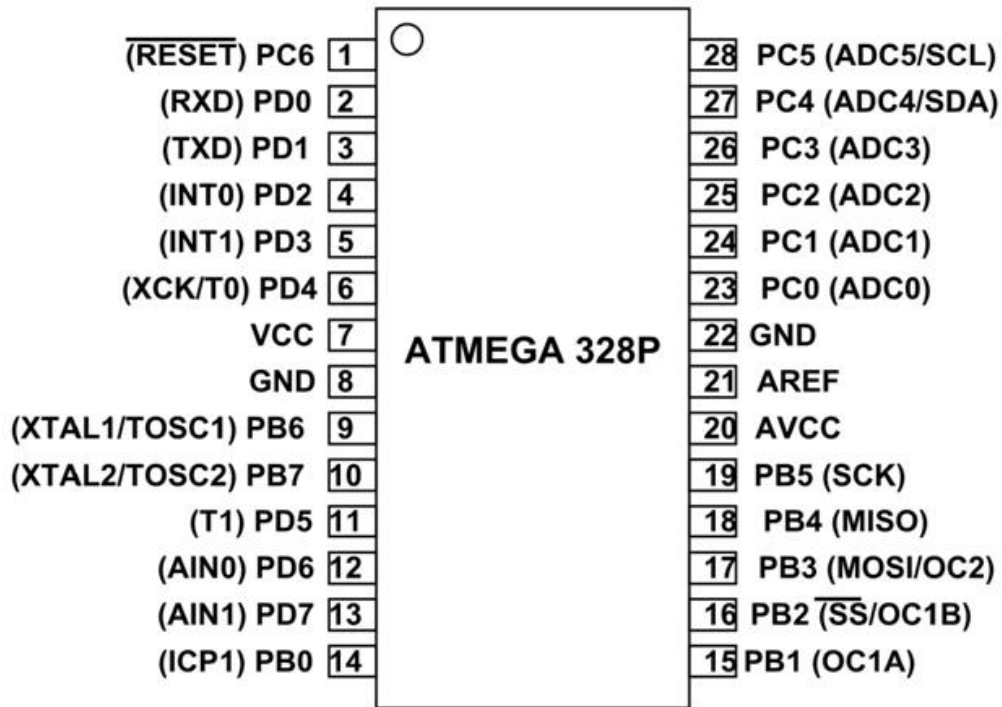 (RESET) PC6 1
(RXD) PD0 2
(TXD) PD1 3
(INT0) PD2 4
(INT1) PD3 5
(XCK/T0) PD4 6
VCC 7
GND 8
(XTAL1/TOSC1) PB6 9
(XTAL2/TOSC2) PB7 10
(T1) PD5 11
(AIN0) PD6 12
(AIN1) PD7 13
(ICP1) PB0 14
ATMEGA 328P
28 PC5 (ADC5/SCL)
27 PC4 (ADC4/SDA)
26 PC3 (ADC3)
25 PC2 (ADC2)
24 PC1 (ADC1)
23 PC0 (ADC0)
22 GND
21 AREF
20 AVCC
19 PB5 (SCK)
18 PB4 (MISO)
17 PB3 (MOSI/OC2)
16 PB2 (SS/OC1B)
15 PB1 (OC1A)